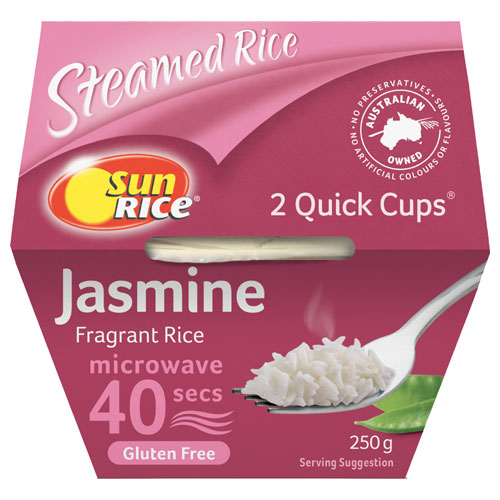 Steamed Rice
• NO PRESERVATIVES •
NO ARTIFICIAL COLOURS OR FLAVOURS
AUSTRALIAN
OWNED
Sun
RICE®
2 Quick Cups®
Jasmine
Fragrant Rice
microwave
40 secs
Gluten Free
250g
Serving Suggestion